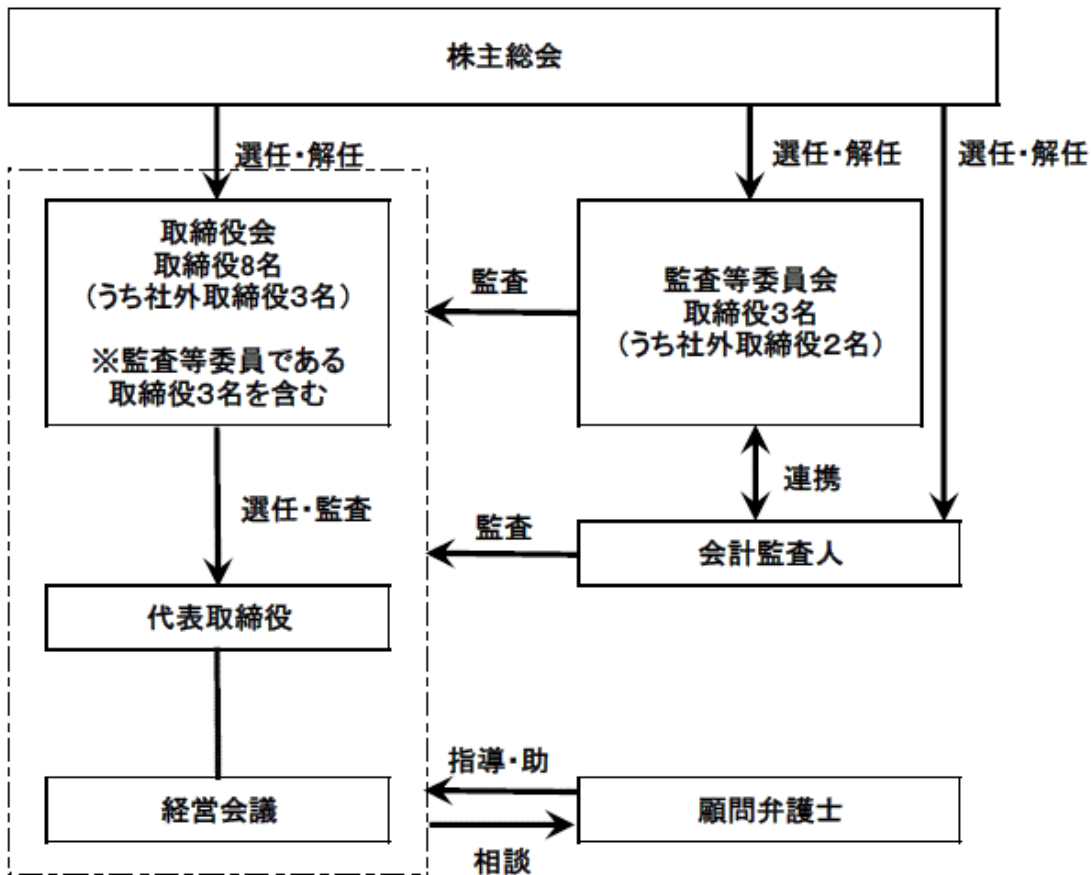 株主総会
選任・解任
選任・解任
選任・解任
取締役会
取締役8名
(うち社外取締役3名)
※監査等委員である
取締役3名を含む
監査
監査等委員会
取締役3名
(うち社外取締役2名)
連携
選任・監査
監査
会計監査人
代表取締役
指導・助
経営会議
顧問弁護士
相談